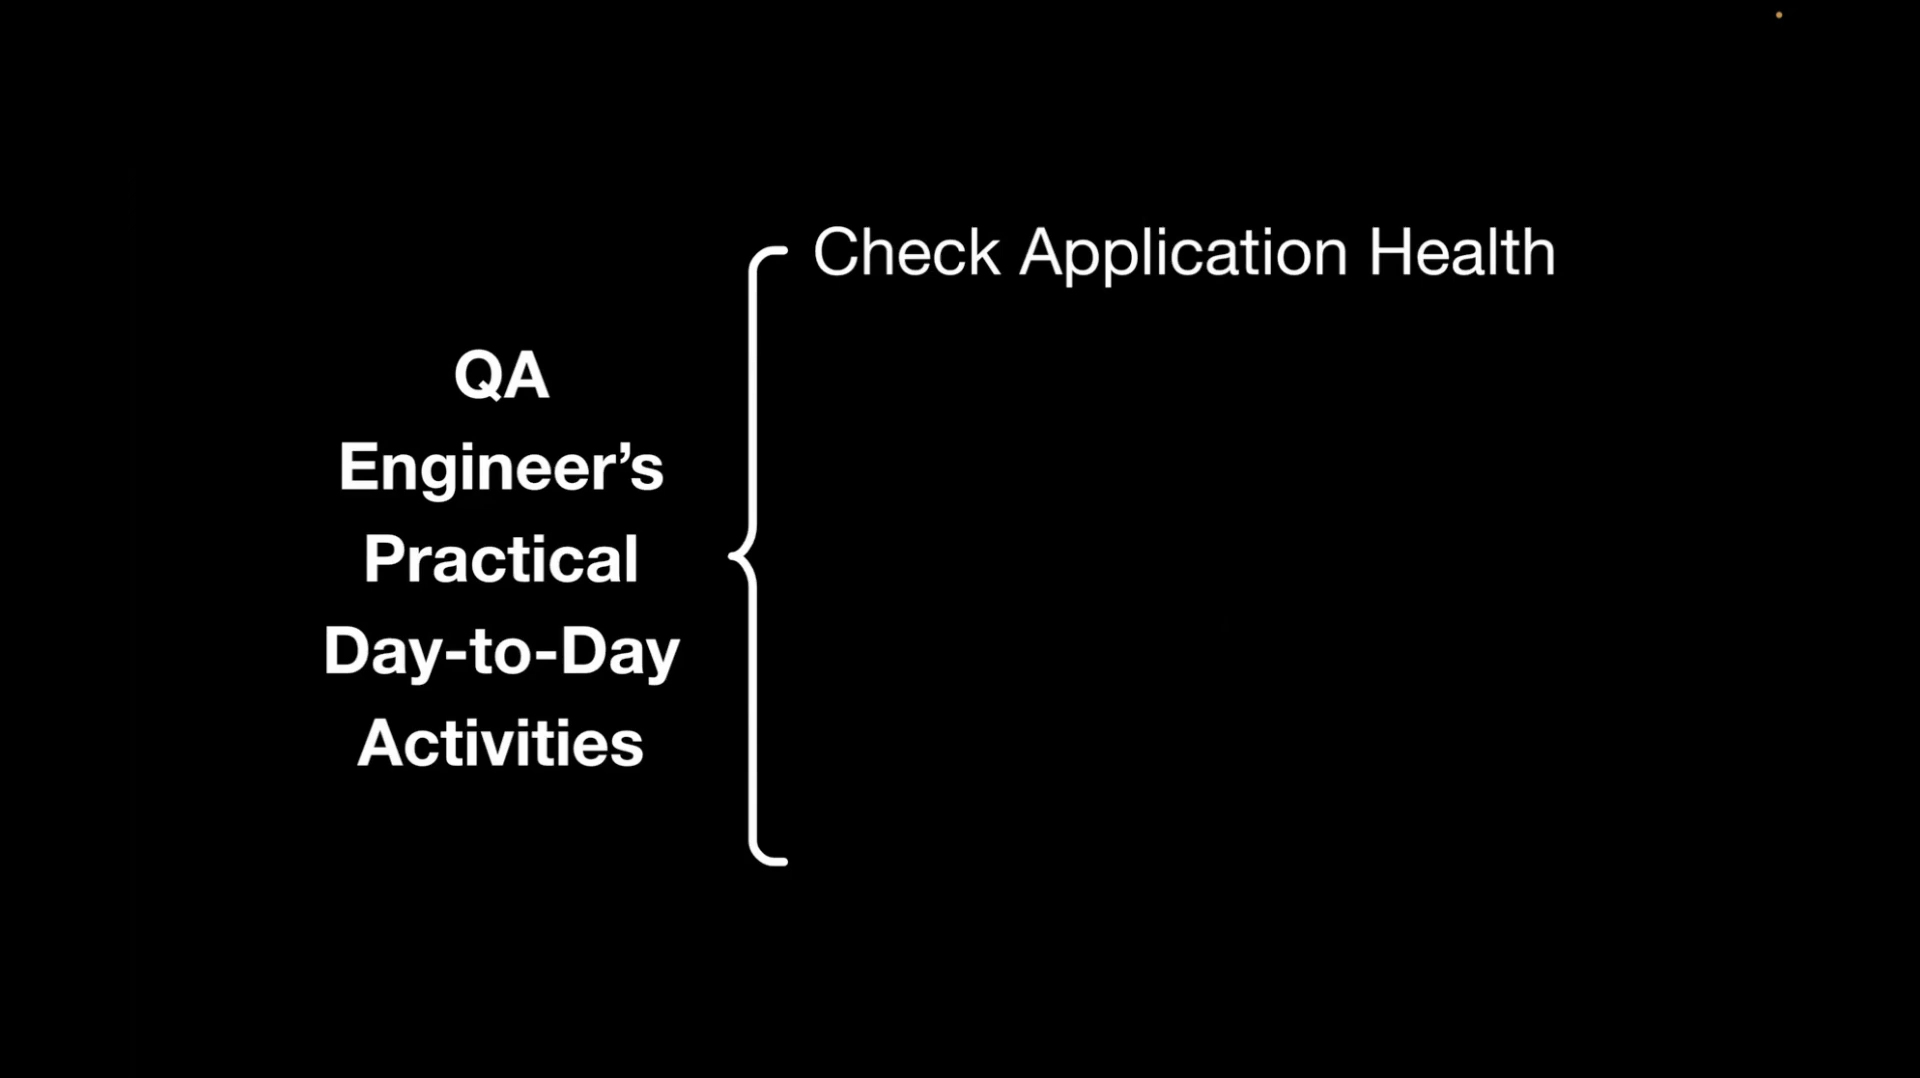 QA
Engineer’s
Practical
Day-to-Day
Activities
Check Application Health